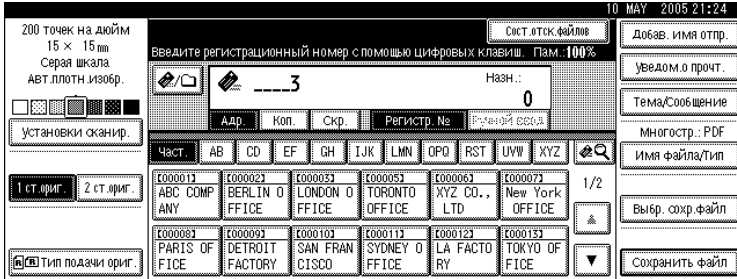 10 MAY 2005 21:24
200 точек на дюйм
15 × 15 mm
Серая шкала
Авт.плотн.изобр.
Установки сканир.
1 ст.ориг. 2 ст.ориг.
Тип подачи ориг.
Сост.отск.файлов
Введите регистрационный номер с помощью цифровых клавиш. Пам.:100%
____3 Назн.:
0
Адр. Коп. Скр. Регистр. № Ручной ввод
Част. AB CD EF GH IJK LMN OPQ RST UVW XYZ
[00001] [00002] [00003] [00005] [00006] [00007]
ABC COMP BERLIN O LONDON O TORONTO XYZ CO., New York
ANY FFICE FFICE OFFICE LTD OFFICE
1/2
[00008] [00009] [00010] [00011] [00012] [00013]
PARIS OF DETROIT SAN FRAN SYDNEY O LA FACTO TOKYO OF
FICE FACTORY CISCO FFICE RY FICE
Добав. имя отпр.
Уведом.о прочт.
Тема/Сообщение
Многостр.: PDF
Имя файла/Тип
Выбр. сохр.файл
Сохранить файл